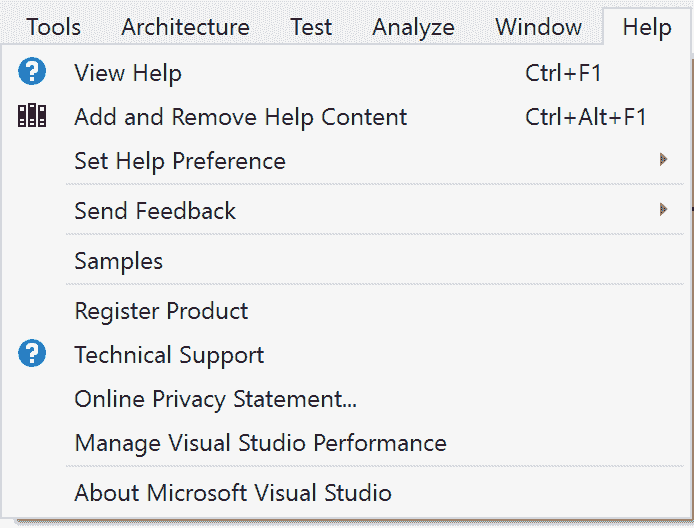 Tools Architecture Test Analyze Window Help
View Help Ctrl+F1
Add and Remove Help Content Ctrl+Alt+F1
Set Help Preference
Send Feedback
Samples
Register Product
Technical Support
Online Privacy Statement...
Manage Visual Studio Performance
About Microsoft Visual Studio